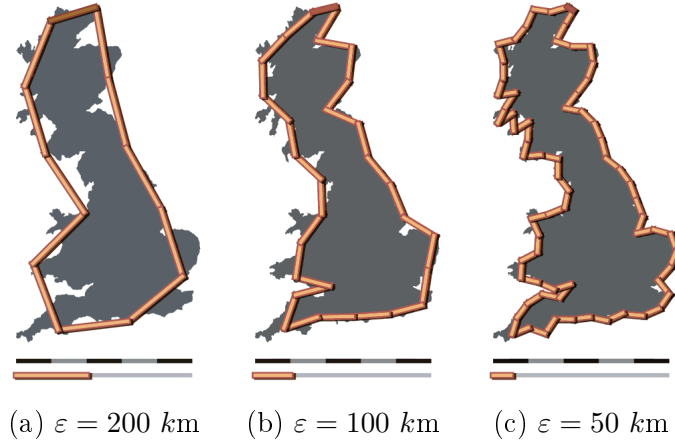 (a) ε = 200 km (b) ε = 100 km (c) ε = 50 km